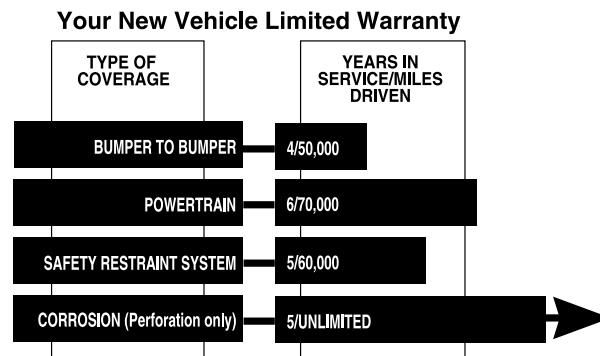 Your New Vehicle Limited Warranty
TYPE OF
COVERAGE
YEARS IN
SERVICE/MILES
DRIVEN
BUMPER TO BUMPER
4/50,000
POWERTRAIN
6/70,000
SAFETY RESTRAINT SYSTEM
5/60,000
CORROSION (Perforation only)
5/UNLIMITED